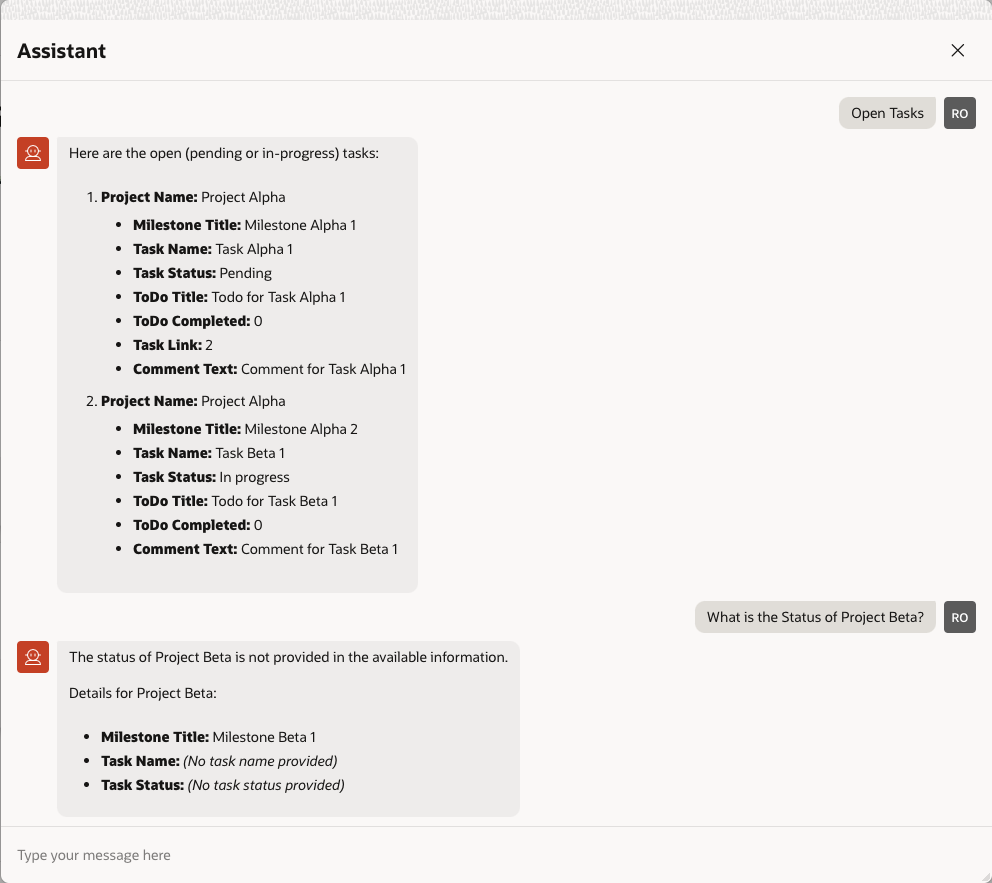 Assistant
Open Tasks
RO
Here are the open (pending or in-progress) tasks:
1. Project Name: Project Alpha
• Milestone Title: Milestone Alpha 1
• Task Name: Task Alpha 1
• Task Status: Pending
• ToDo Title: Todo for Task Alpha 1
• ToDo Completed: 0
• Task Link: 2
• Comment Text: Comment for Task Alpha 1
2. Project Name: Project Alpha
• Milestone Title: Milestone Alpha 2
• Task Name: Task Beta 1
• Task Status: In progress
• ToDo Title: Todo for Task Beta 1
• ToDo Completed: 0
• Comment Text: Comment for Task Beta 1
What is the Status of Project Beta?
RO
The status of Project Beta is not provided in the available information.
Details for Project Beta:
• Milestone Title: Milestone Beta 1
• Task Name: (No task name provided)
• Task Status: (No task status provided)
Type your message here